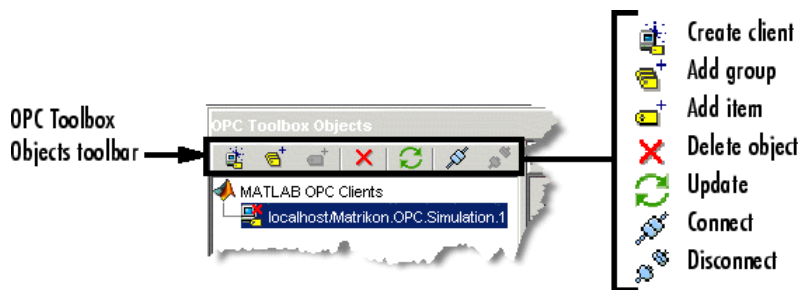 OPC Toolbox
Objects toolbar
OPC Toolbox Objects
MATLAB OPC Clients
localhost/Matrikon.OPC.Simulation.1
Create client
Add group
Add item
Delete object
Update
Connect
Disconnect